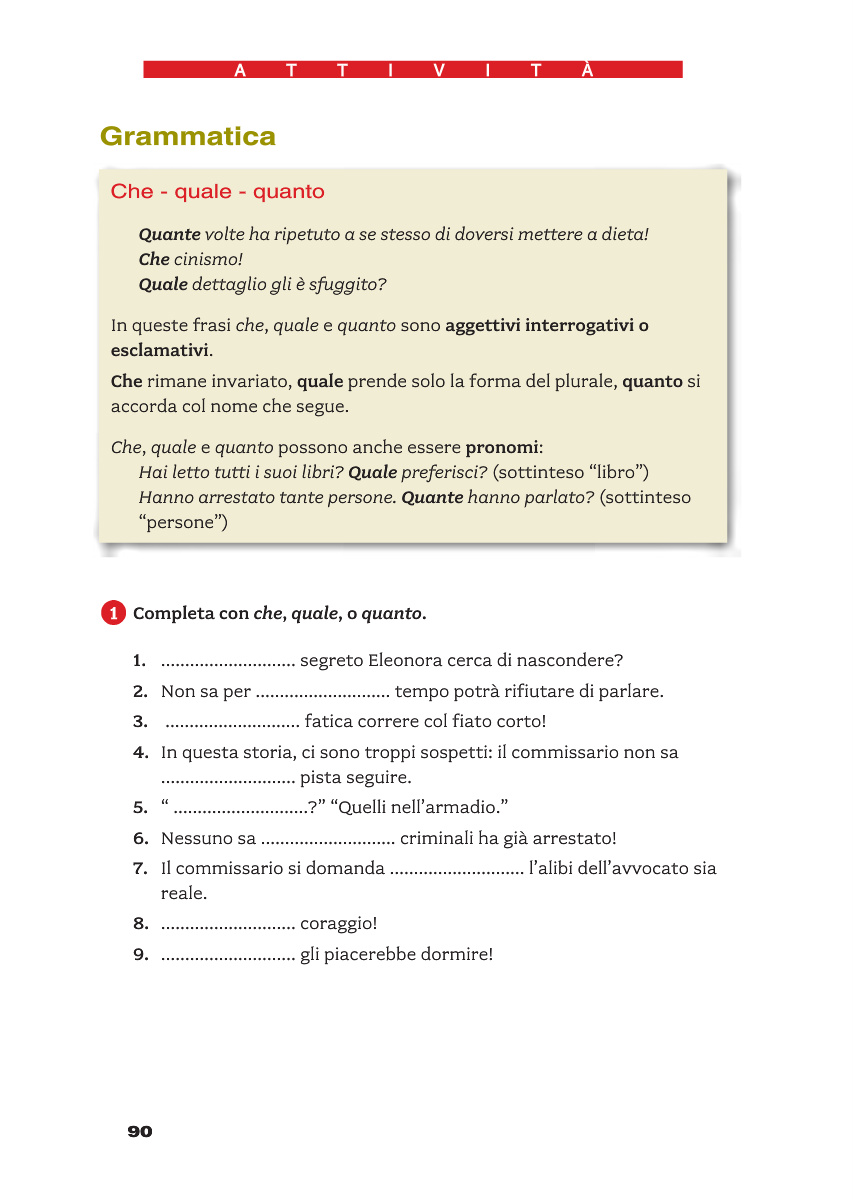 ATTIVITÀ
Grammatica
Che - quale - quanto
Quante volte ha ripetuto a se stesso di doversi mettere a dieta!
Che cinismo!
Quale dettaglio gli è sfuggito?
In queste frasi che, quale e quanto sono aggettivi interrogativi o
esclamativi.
Che rimane invariato, quale prende solo la forma del plurale, quanto si
accorda col nome che segue.
Che, quale e quanto possono anche essere pronomi:
Hai letto tutti i suoi libri? Quale preferisci? (sottinteso “libro”)
Hanno arrestato tante persone. Quante hanno parlato? (sottinteso
“persone”)
1 Completa con che, quale, o quanto.
1. ............................ segreto Eleonora cerca di nascondere?
2. Non sa per ............................ tempo potrà rifiutare di parlare.
3. ............................ fatica correre col fiato corto!
4. In questa storia, ci sono troppi sospetti: il commissario non sa
............................ pista seguire.
5. “ ............................?” “Quelli nell’armadio.”
6. Nessuno sa ............................ criminali ha già arrestato!
7. Il commissario si domanda ............................ l’alibi dell’avvocato sia
reale.
8. ............................ coraggio!
9. ............................ gli piacerebbe dormire!
90